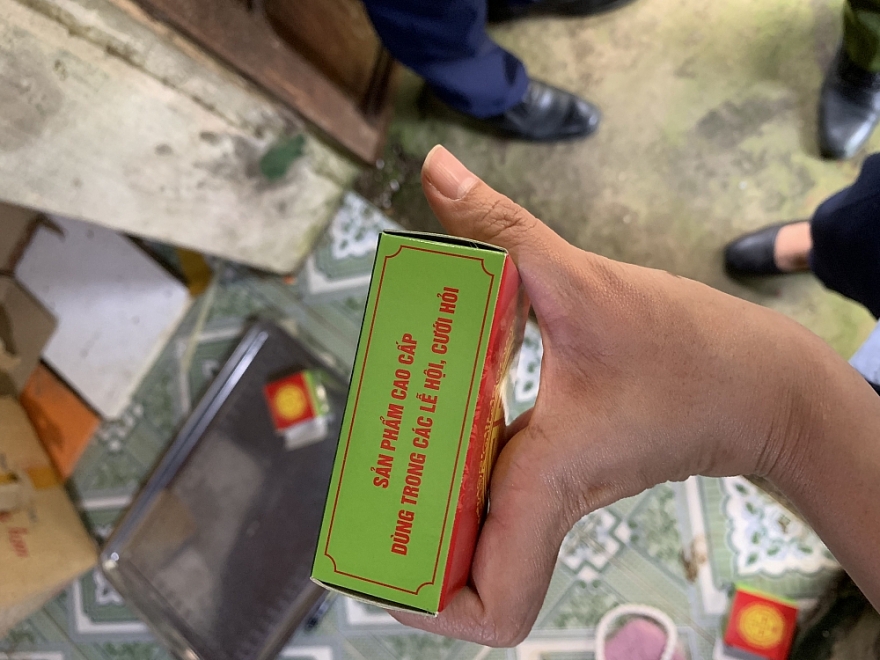 SẢN PHẨM CAO CẤP
DÙNG TRONG CÁC LỄ HỘI, CƯỚI HỎI